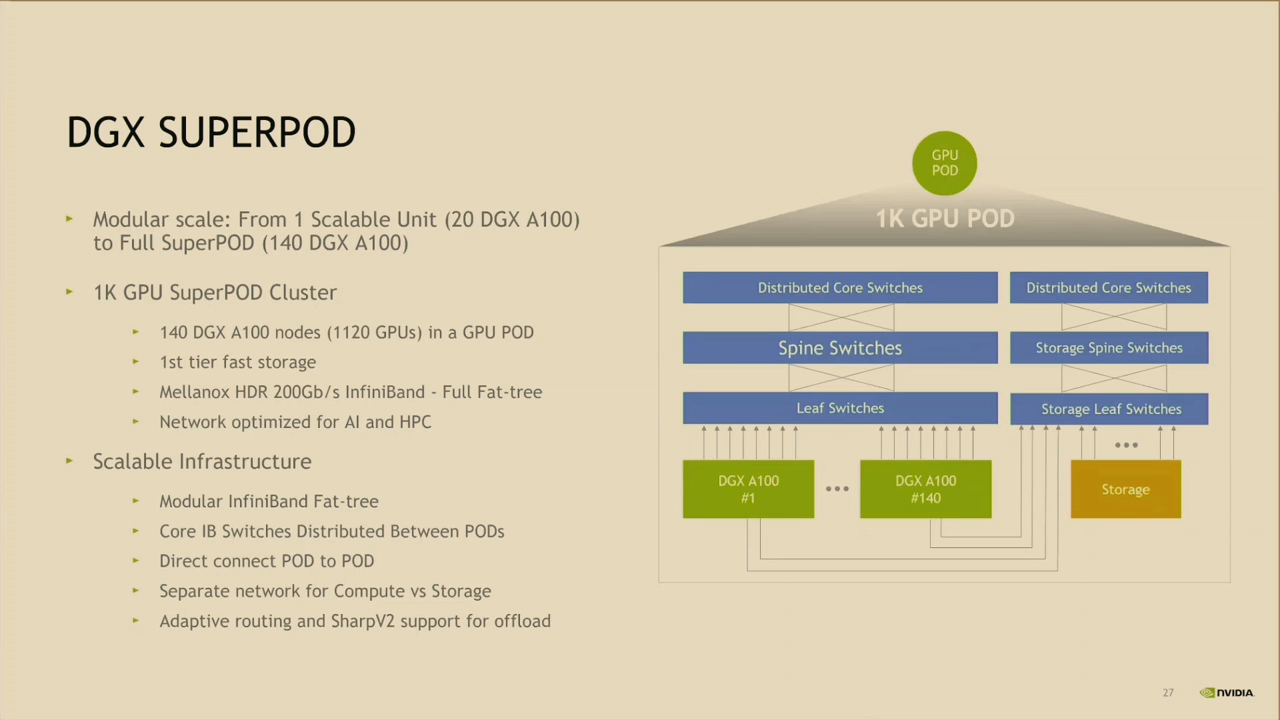 DGX SUPERPOD
Modular scale: From 1 Scalable Unit (20 DGX A100)
to Full SuperPOD (140 DGX A100)
1K GPU SuperPOD Cluster
140 DGX A100 nodes (1120 GPUs) in a GPU POD
1st tier fast storage
Mellanox HDR 200Gb/s InfiniBand - Full Fat-tree
Network optimized for AI and HPC
Scalable Infrastructure
Modular InfiniBand Fat-tree
Core IB Switches Distributed Between PODs
Direct connect POD to POD
Separate network for Compute vs Storage
Adaptive routing and SharpV2 support for offload
GPU
POD
1K GPU POD
Distributed Core Switches
Distributed Core Switches
Spine Switches
Storage Spine Switches
Leaf Switches
Storage Leaf Switches
DGX A100
#1
DGX A100
#140
Storage
27
NVIDIA